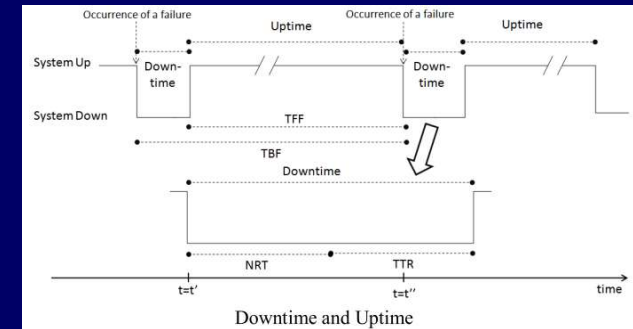 Occurrence of a failure
Occurrence of a failure
Uptime
Uptime
System Up
Down-
time
Down-
time
System Down
TFF
TBF
Downtime
NRT
TTR
t=t'
t=t''
time
Downtime and Uptime